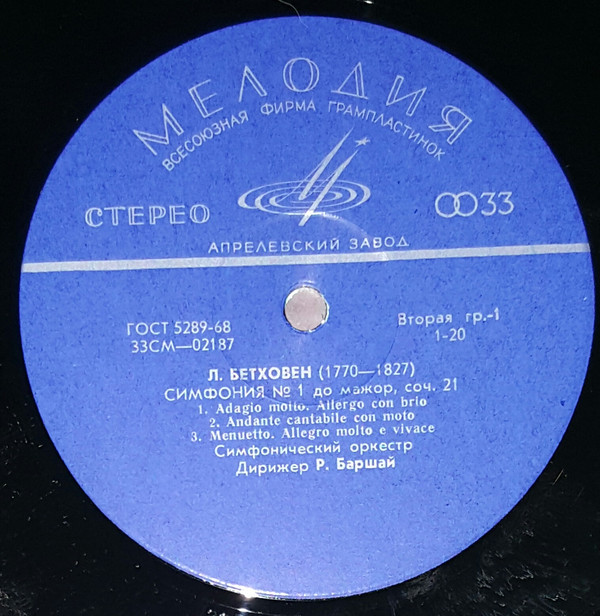 МЕЛОДИЯ
ВСЕСОЮЗНАЯ ФИРМА ГРАМПЛАСТИНОК
СТЕРЕО
33
АПРЕЛЕВСКИЙ ЗАВОД
ГОСТ 5289-68
33СМ—02187
Вторая гр.-1
1-20
Л. БЕТХОВЕН (1770—1827)
СИМФОНИЯ № 1 до мажор, соч. 21
1. Adagio molto. Allergo con brio
2. Andante cantabile con moto
3. Menuetto. Allegro molto e vivace
Симфонический оркестр
Дирижер Р. Баршай